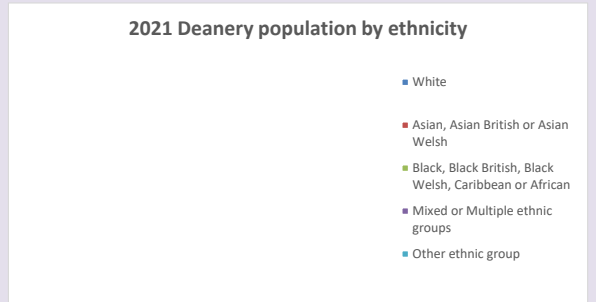 2021 Deanery population by ethnicity
White
Asian, Asian British or Asian
Welsh
Black, Black British, Black
Welsh, Caribbean or African
Mixed or Multiple ethnic
groups
Other ethnic group